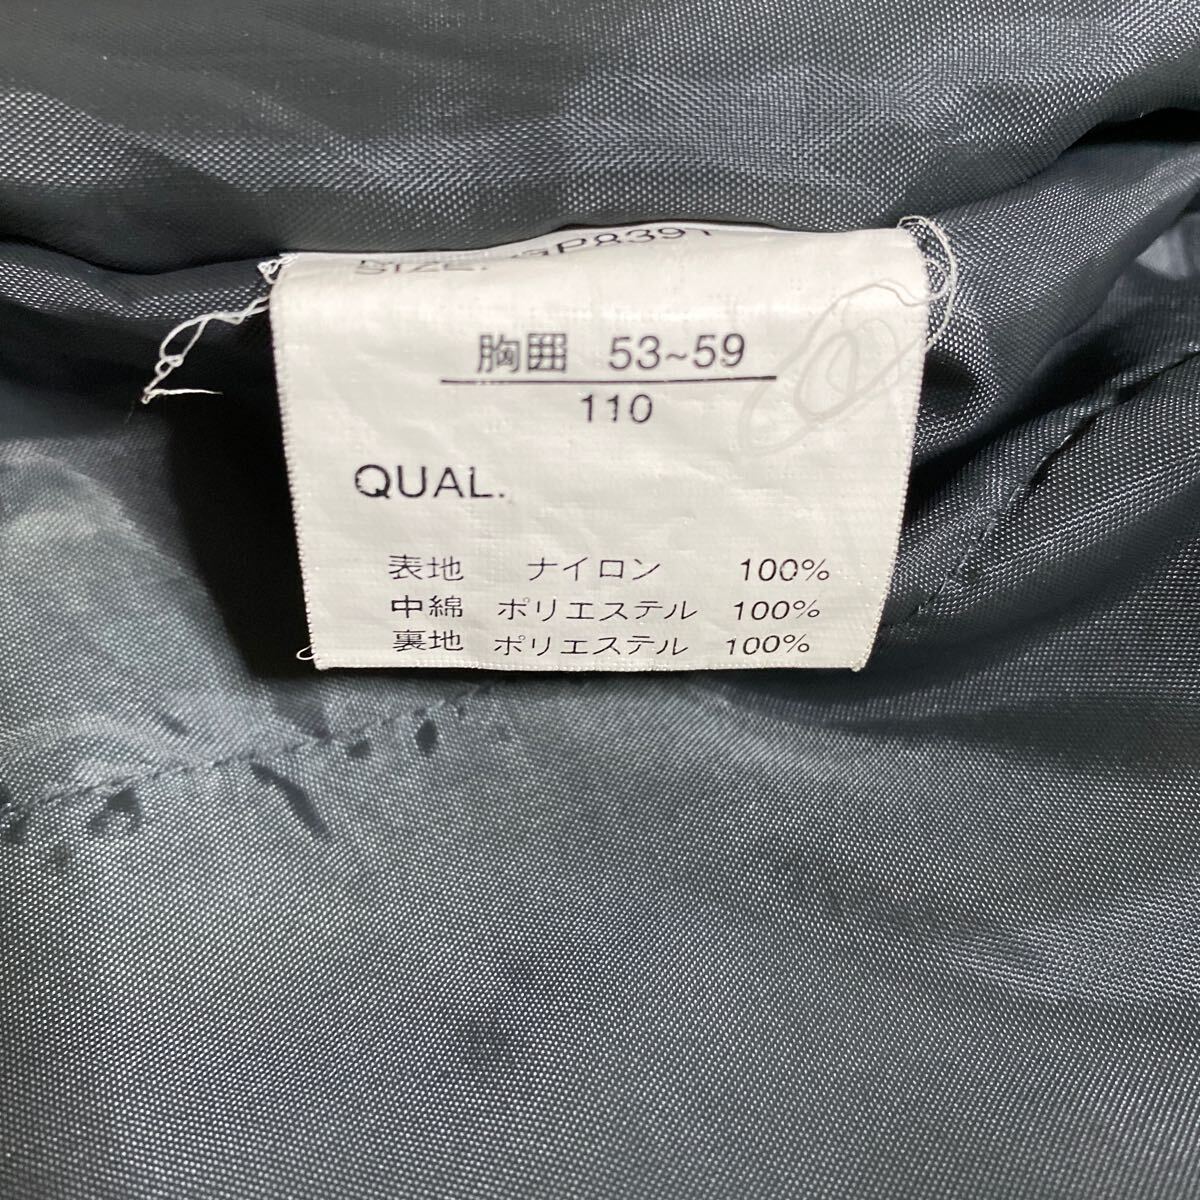 SIZE.
胸囲 53~59
110
QUAL.
表地 ナイロン 100%
中綿 ポリエステル 100%
裏地 ポリエステル 100%